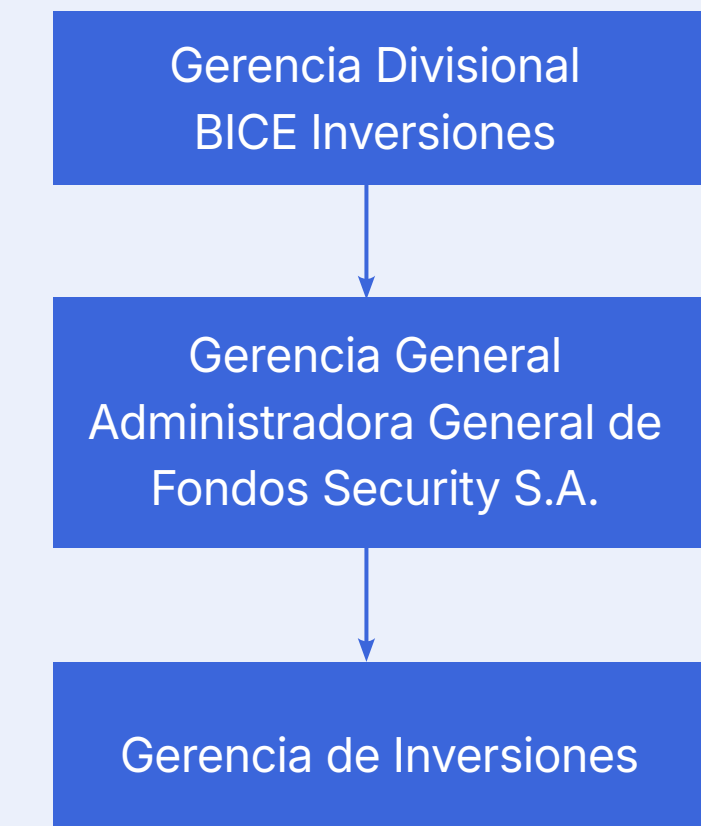 Gerencia Divisional
BICE Inversiones
Gerencia General
Administradora General de
Fondos Security S.A.
Gerencia de Inversiones